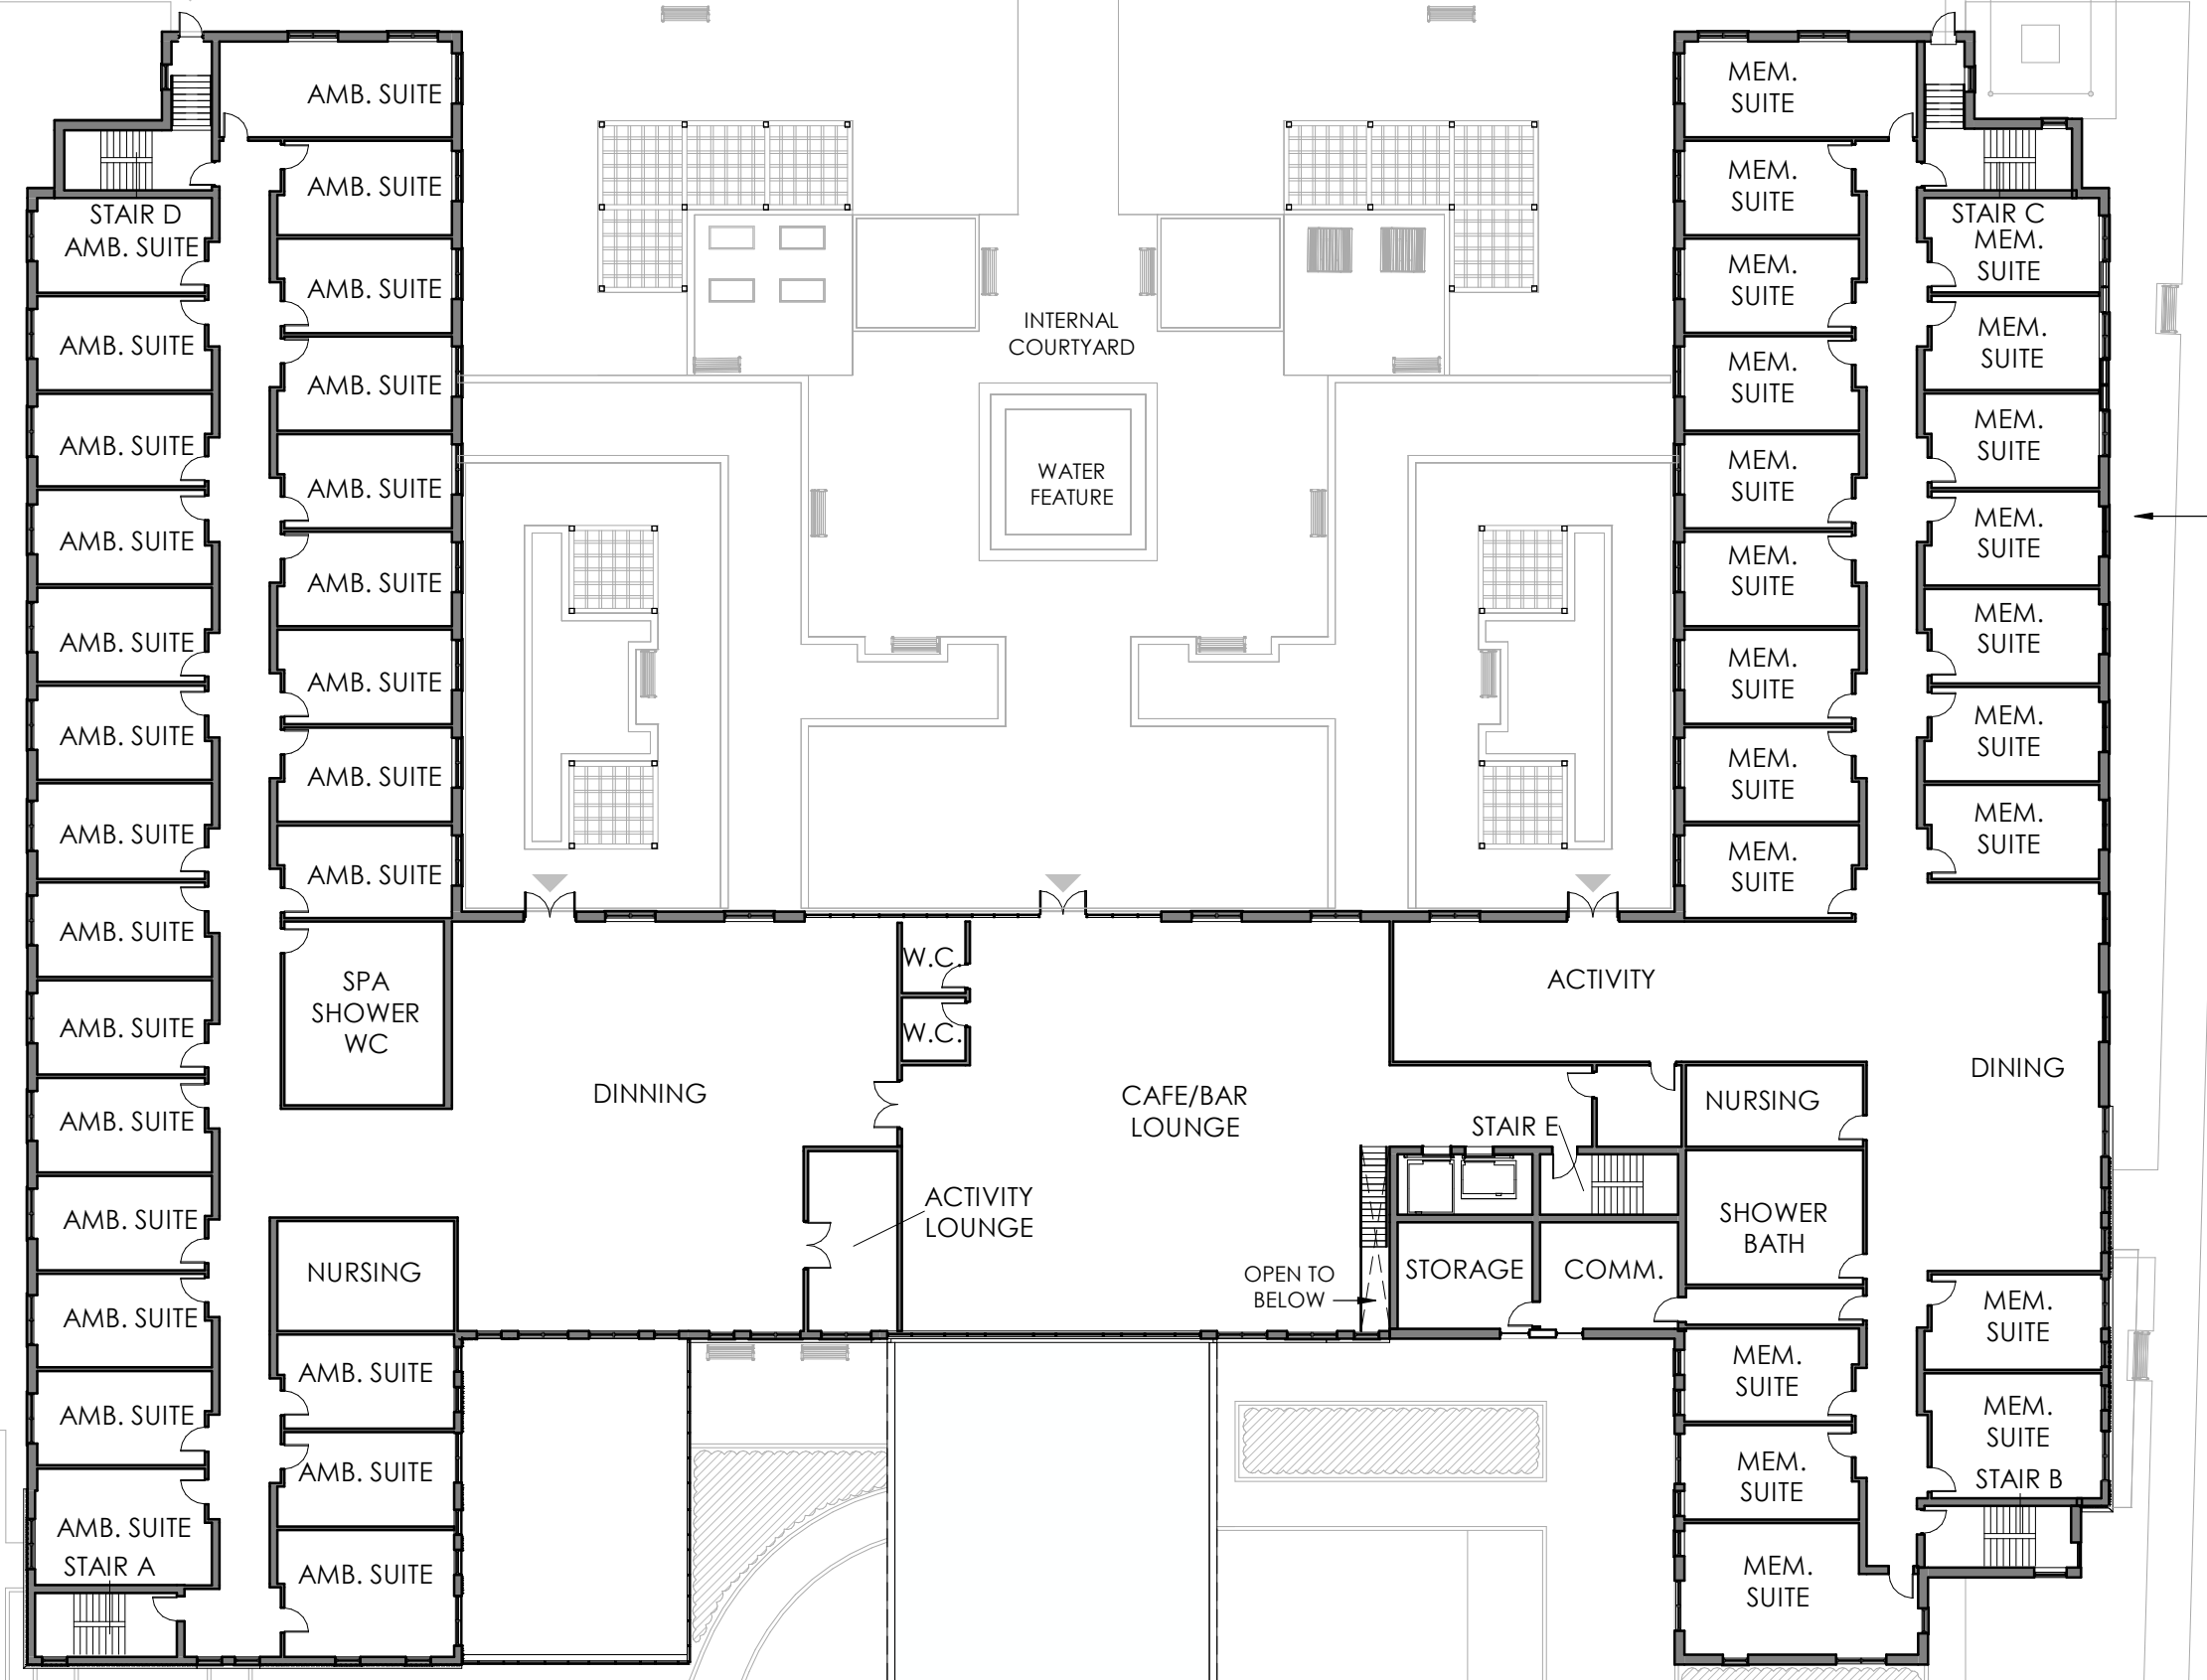 AMB. SUITE
AMB. SUITE
AMB. SUITE
AMB. SUITE
AMB. SUITE
AMB. SUITE
AMB. SUITE
AMB. SUITE
AMB. SUITE
STAIR D
AMB. SUITE
AMB. SUITE
AMB. SUITE
AMB. SUITE
AMB. SUITE
AMB. SUITE
AMB. SUITE
AMB. SUITE
AMB. SUITE
AMB. SUITE
AMB. SUITE
AMB. SUITE
AMB. SUITE
AMB. SUITE
STAIR A
SPA
SHOWER
WC
NURSING
AMB. SUITE
AMB. SUITE
AMB. SUITE
DINNING
W.C.
W.C.
ACTIVITY
LOUNGE
CAFE/BAR
LOUNGE
OPEN TO
BELOW
INTERNAL
COURTYARD
WATER
FEATURE
ACTIVITY
STAIR E
STORAGE
COMM.
NURSING
SHOWER
BATH
DINING
MEM.
SUITE
MEM.
SUITE
MEM.
SUITE
MEM.
SUITE
MEM.
SUITE
MEM.
SUITE
MEM.
SUITE
MEM.
SUITE
MEM.
SUITE
STAIR C
MEM.
SUITE
MEM.
SUITE
MEM.
SUITE
MEM.
SUITE
MEM.
SUITE
MEM.
SUITE
MEM.
SUITE
MEM.
SUITE
MEM.
SUITE
STAIR B
MEM.
SUITE
MEM.
SUITE
MEM.
SUITE